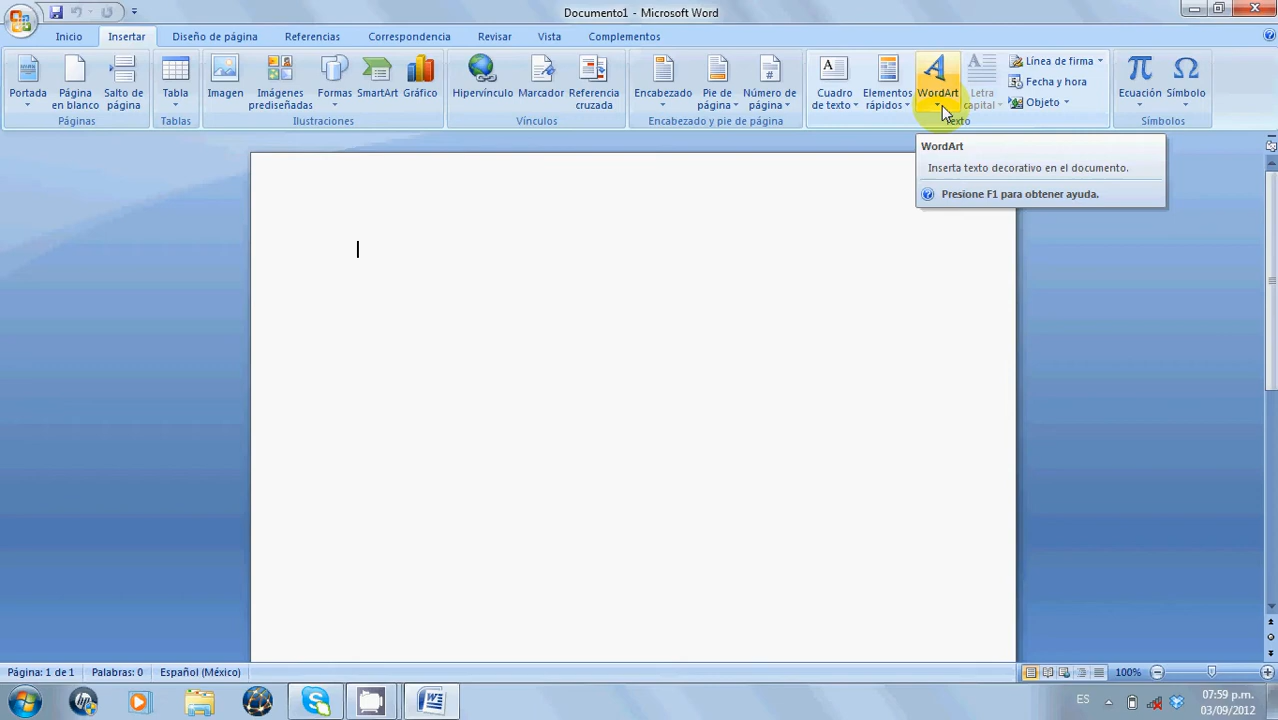 Documento1 - Microsoft Word
Inicio Insertar Diseño de página Referencias Correspondencia Revisar Vista Complementos
Portada Página en blanco Salto de página
Páginas
Tabla
Tablas
Imagen Imágenes prediseñadas Formas SmartArt Gráfico
Ilustraciones
Hipervínculo Marcador Referencia cruzada
Vínculos
Encabezado Pie de página Número de página
Encabezado y pie de página
Cuadro de texto Elementos rápidos WordArt Letra capital
Línea de firma
Fecha y hora
Objeto
Texto
Ecuación Símbolo
Símbolos
WordArt
Inserta texto decorativo en el documento.
Presione F1 para obtener ayuda.
Página: 1 de 1 Palabras: 0 Español (México) 100%
ES 07:59 p.m.
03/09/2012